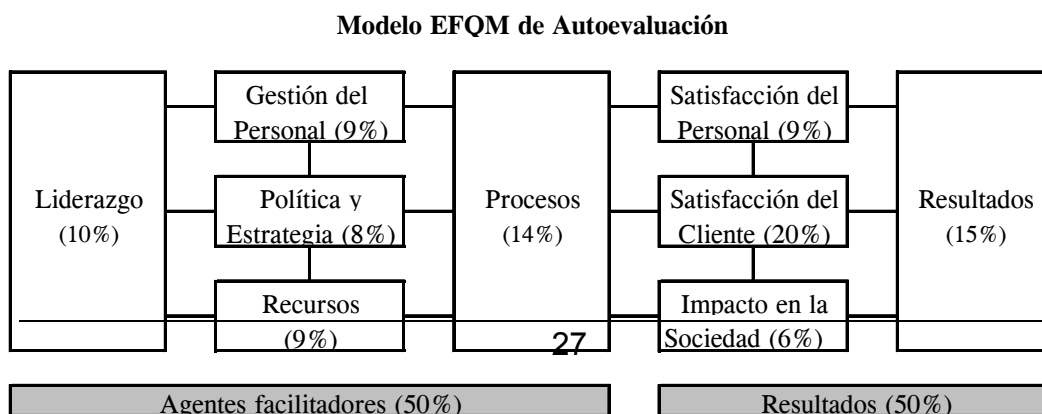 Modelo EFQM de Autoevaluación
Liderazgo
(10%)
Gestión del
Personal (9%)
Política y
Estrategia (8%)
Recursos
(9%)
Procesos
(14%)
Satisfacción del
Personal (9%)
Satisfacción del
Cliente (20%)
Impacto en la
Sociedad (6%)
Resultados
(15%)
27
Agentes facilitadores (50%)
Resultados (50%)